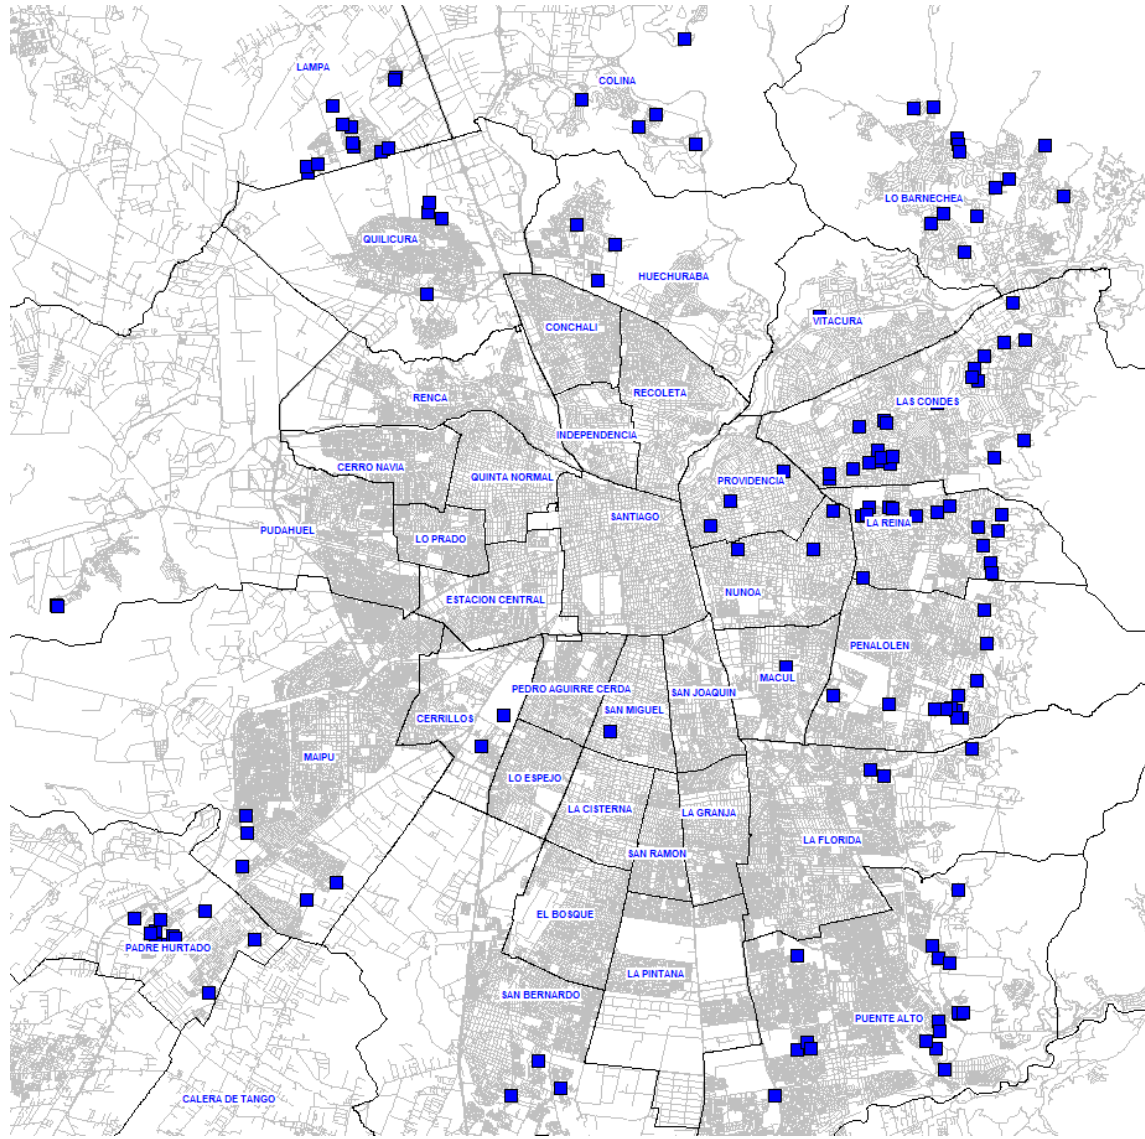 LAMPA
COLINA
LO BARNECHEA
QUILICURA
HUECHURABA
VITACURA
CONCHALI
RENCA
RECOLETA
LAS CONDES
INDEPENDENCIA
CERRO NAVIA
QUINTA NORMAL
PROVIDENCIA
SANTIAGO
LA REINA
PUDAHUEL
LO PRADO
NUNOA
ESTACION CENTRAL
PENALOLEN
MACUL
PEDRO AGUIRRE CERDA
SAN JOAQUIN
SAN MIGUEL
CERRILLOS
MAIPU
LO ESPEJO
LA CISTERNA
LA GRANJA
LA FLORIDA
SAN RAMON
EL BOSQUE
PADRE HURTADO
LA PINTANA
SAN BERNARDO
PUENTE ALTO
CALERA DE TANGO